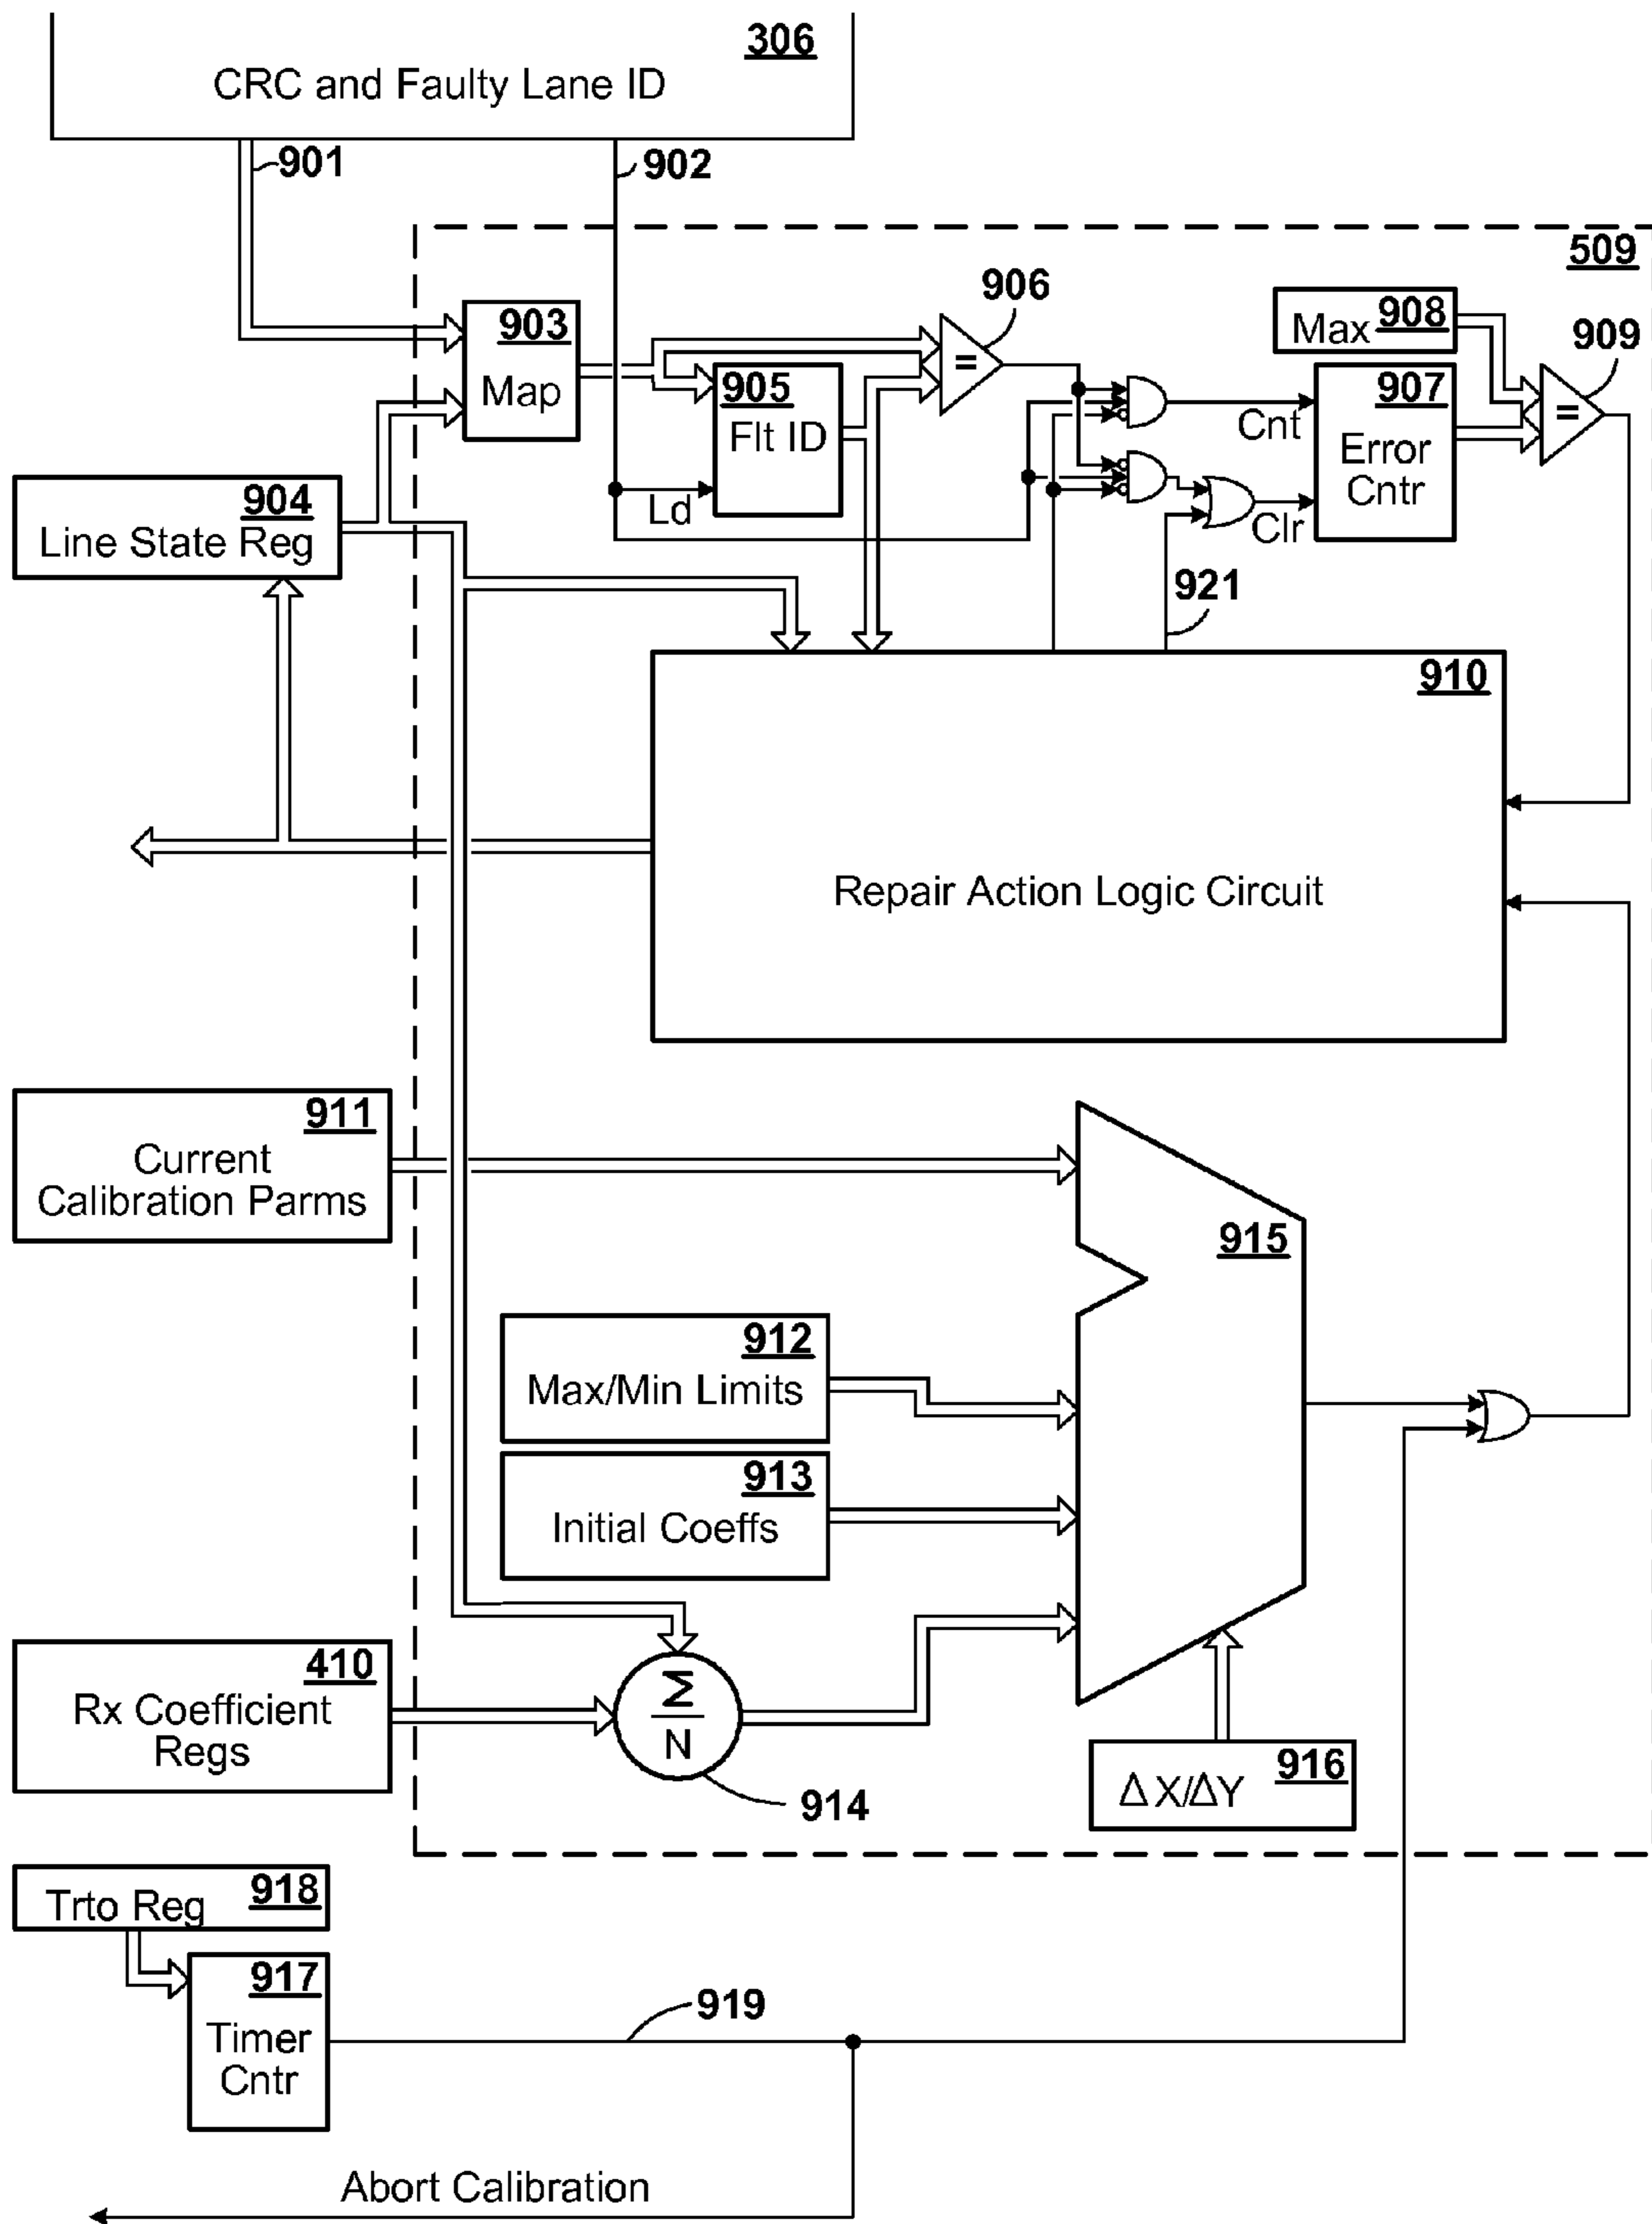 306
CRC and Faulty Lane ID
901
902
509
906
903
Map
Max 908
909
905
Flt ID
=
907
Error
Cntr
=
Cnt
904
Line State Reg
Ld
Clr
921
910
Repair Action Logic Circuit
911
Current
Calibration Parms
915
912
Max/Min Limits
913
Initial Coeffs
410
Rx Coefficient
Regs
Σ
N
914
916
Δ X/ΔY
918
Trto Reg
917
Timer
Cntr
919
Abort Calibration